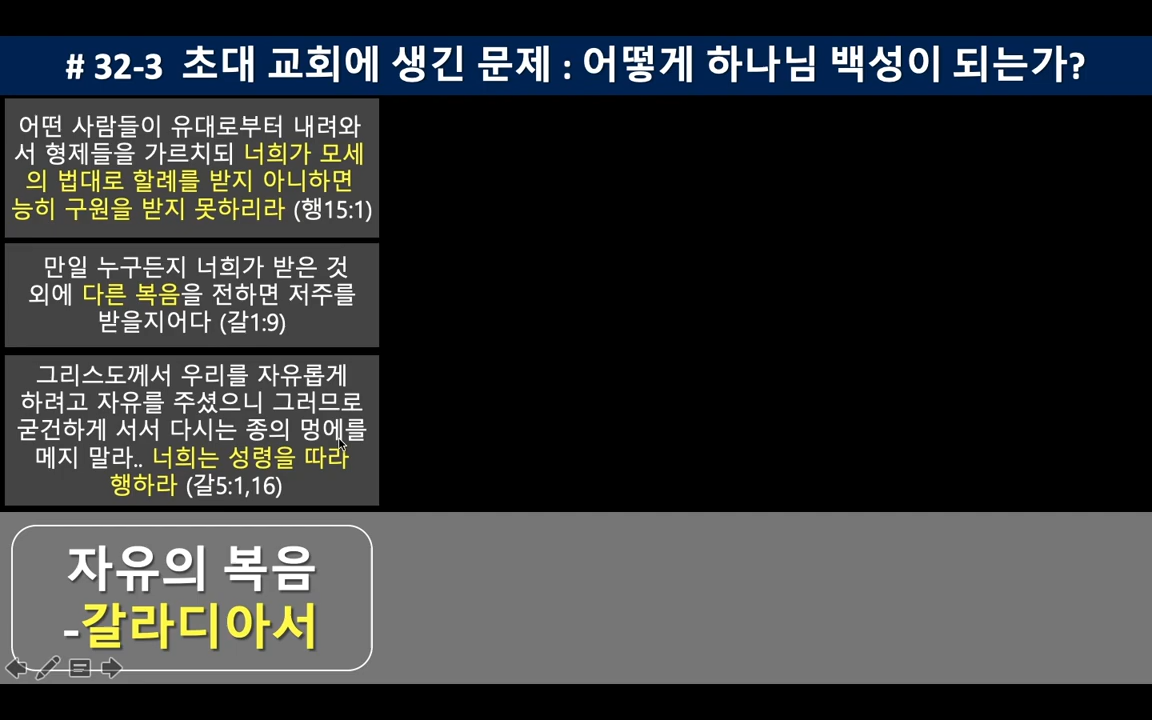 # 32-3 초대 교회에 생긴 문제 : 어떻게 하나님 백성이 되는가?
어떤 사람들이 유대로부터 내려와
서 형제들을 가르치되 너희가 모세
의 법대로 할례를 받지 아니하면
능히 구원을 받지 못하리라 (행15:1)
만일 누구든지 너희가 받은 것
외에 다른 복음을 전하면 저주를
받을지어다 (갈1:9)
그리스도께서 우리를 자유롭게
하려고 자유를 주셨으니 그러므로
굳건하게 서서 다시는 종의 멍에를
메지 말라.. 너희는 성령을 따라
행하라 (갈5:1,16)
자유의 복음
-갈라디아서